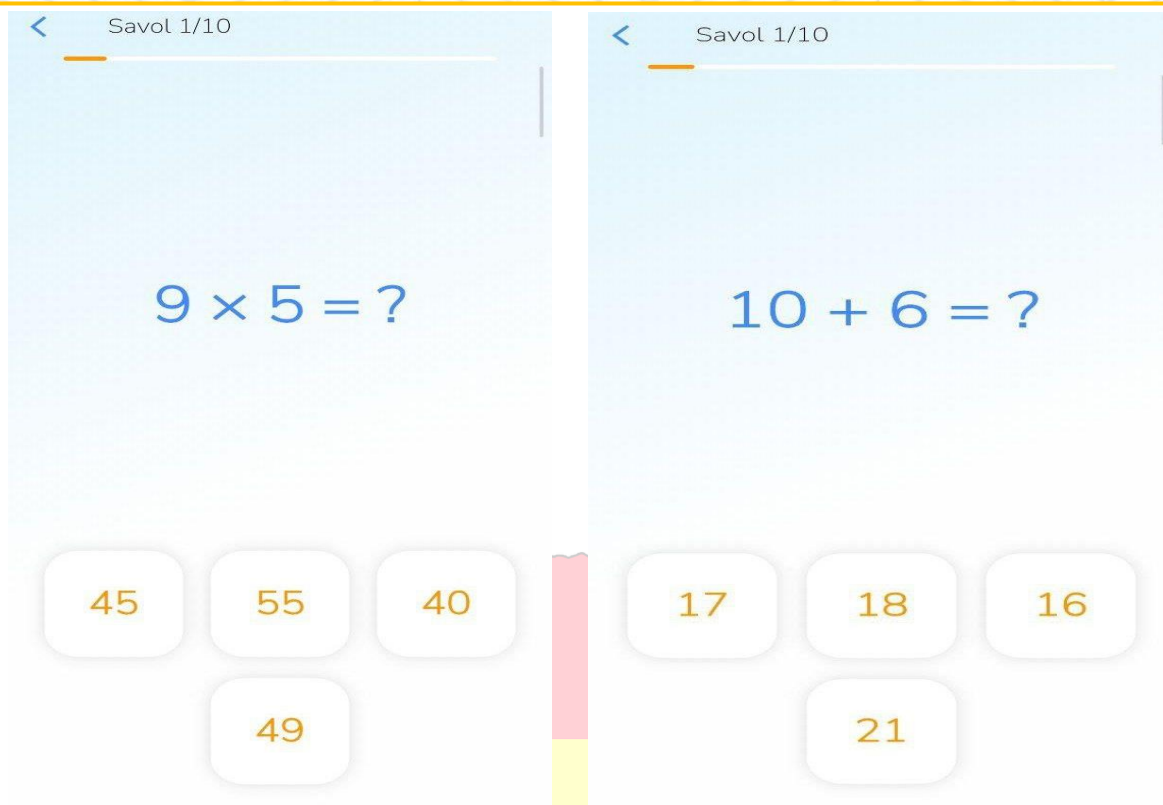 Savol 1/10
9 × 5 = ?
45 55 40
49
Savol 1/10
10 + 6 = ?
17 18 16
21